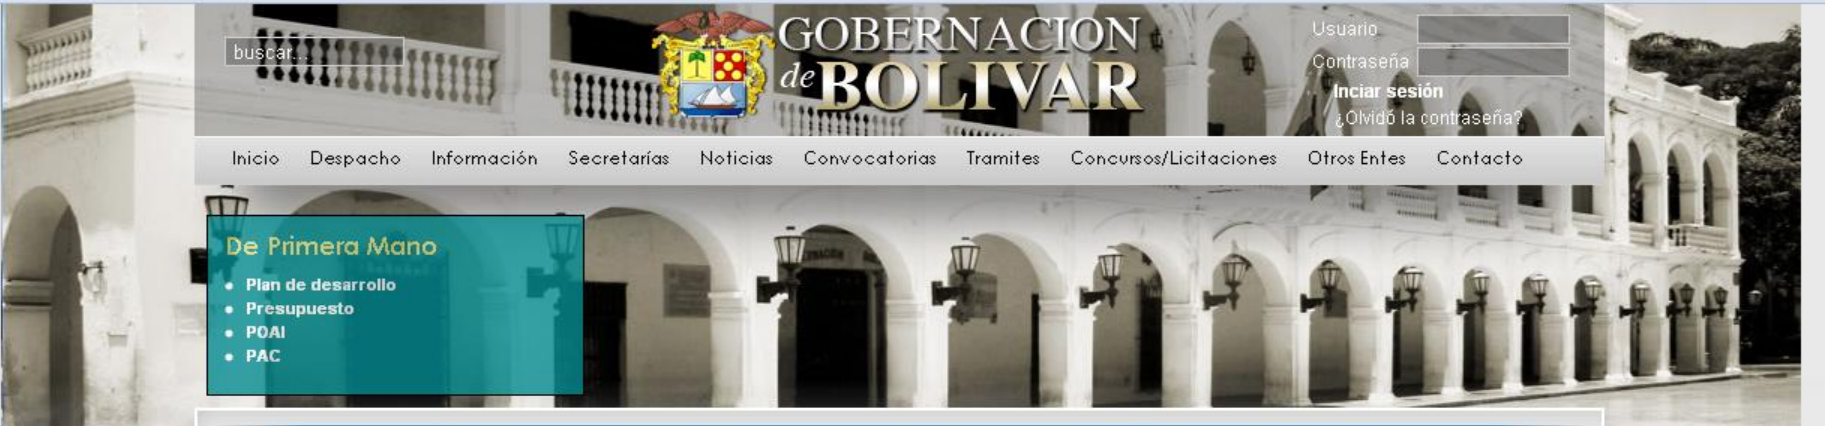 buscar...
GOBERNACION
de BOLIVAR
Usuario
Contraseña
Inciar sesión
¿Olvidó la contraseña?
Inicio Despacho Información Secretarías Noticias Convocatorias Tramites Concursos/Licitaciones Otros Entes Contacto
De Primera Mano
Plan de desarrollo
Presupuesto
POAI
PAC